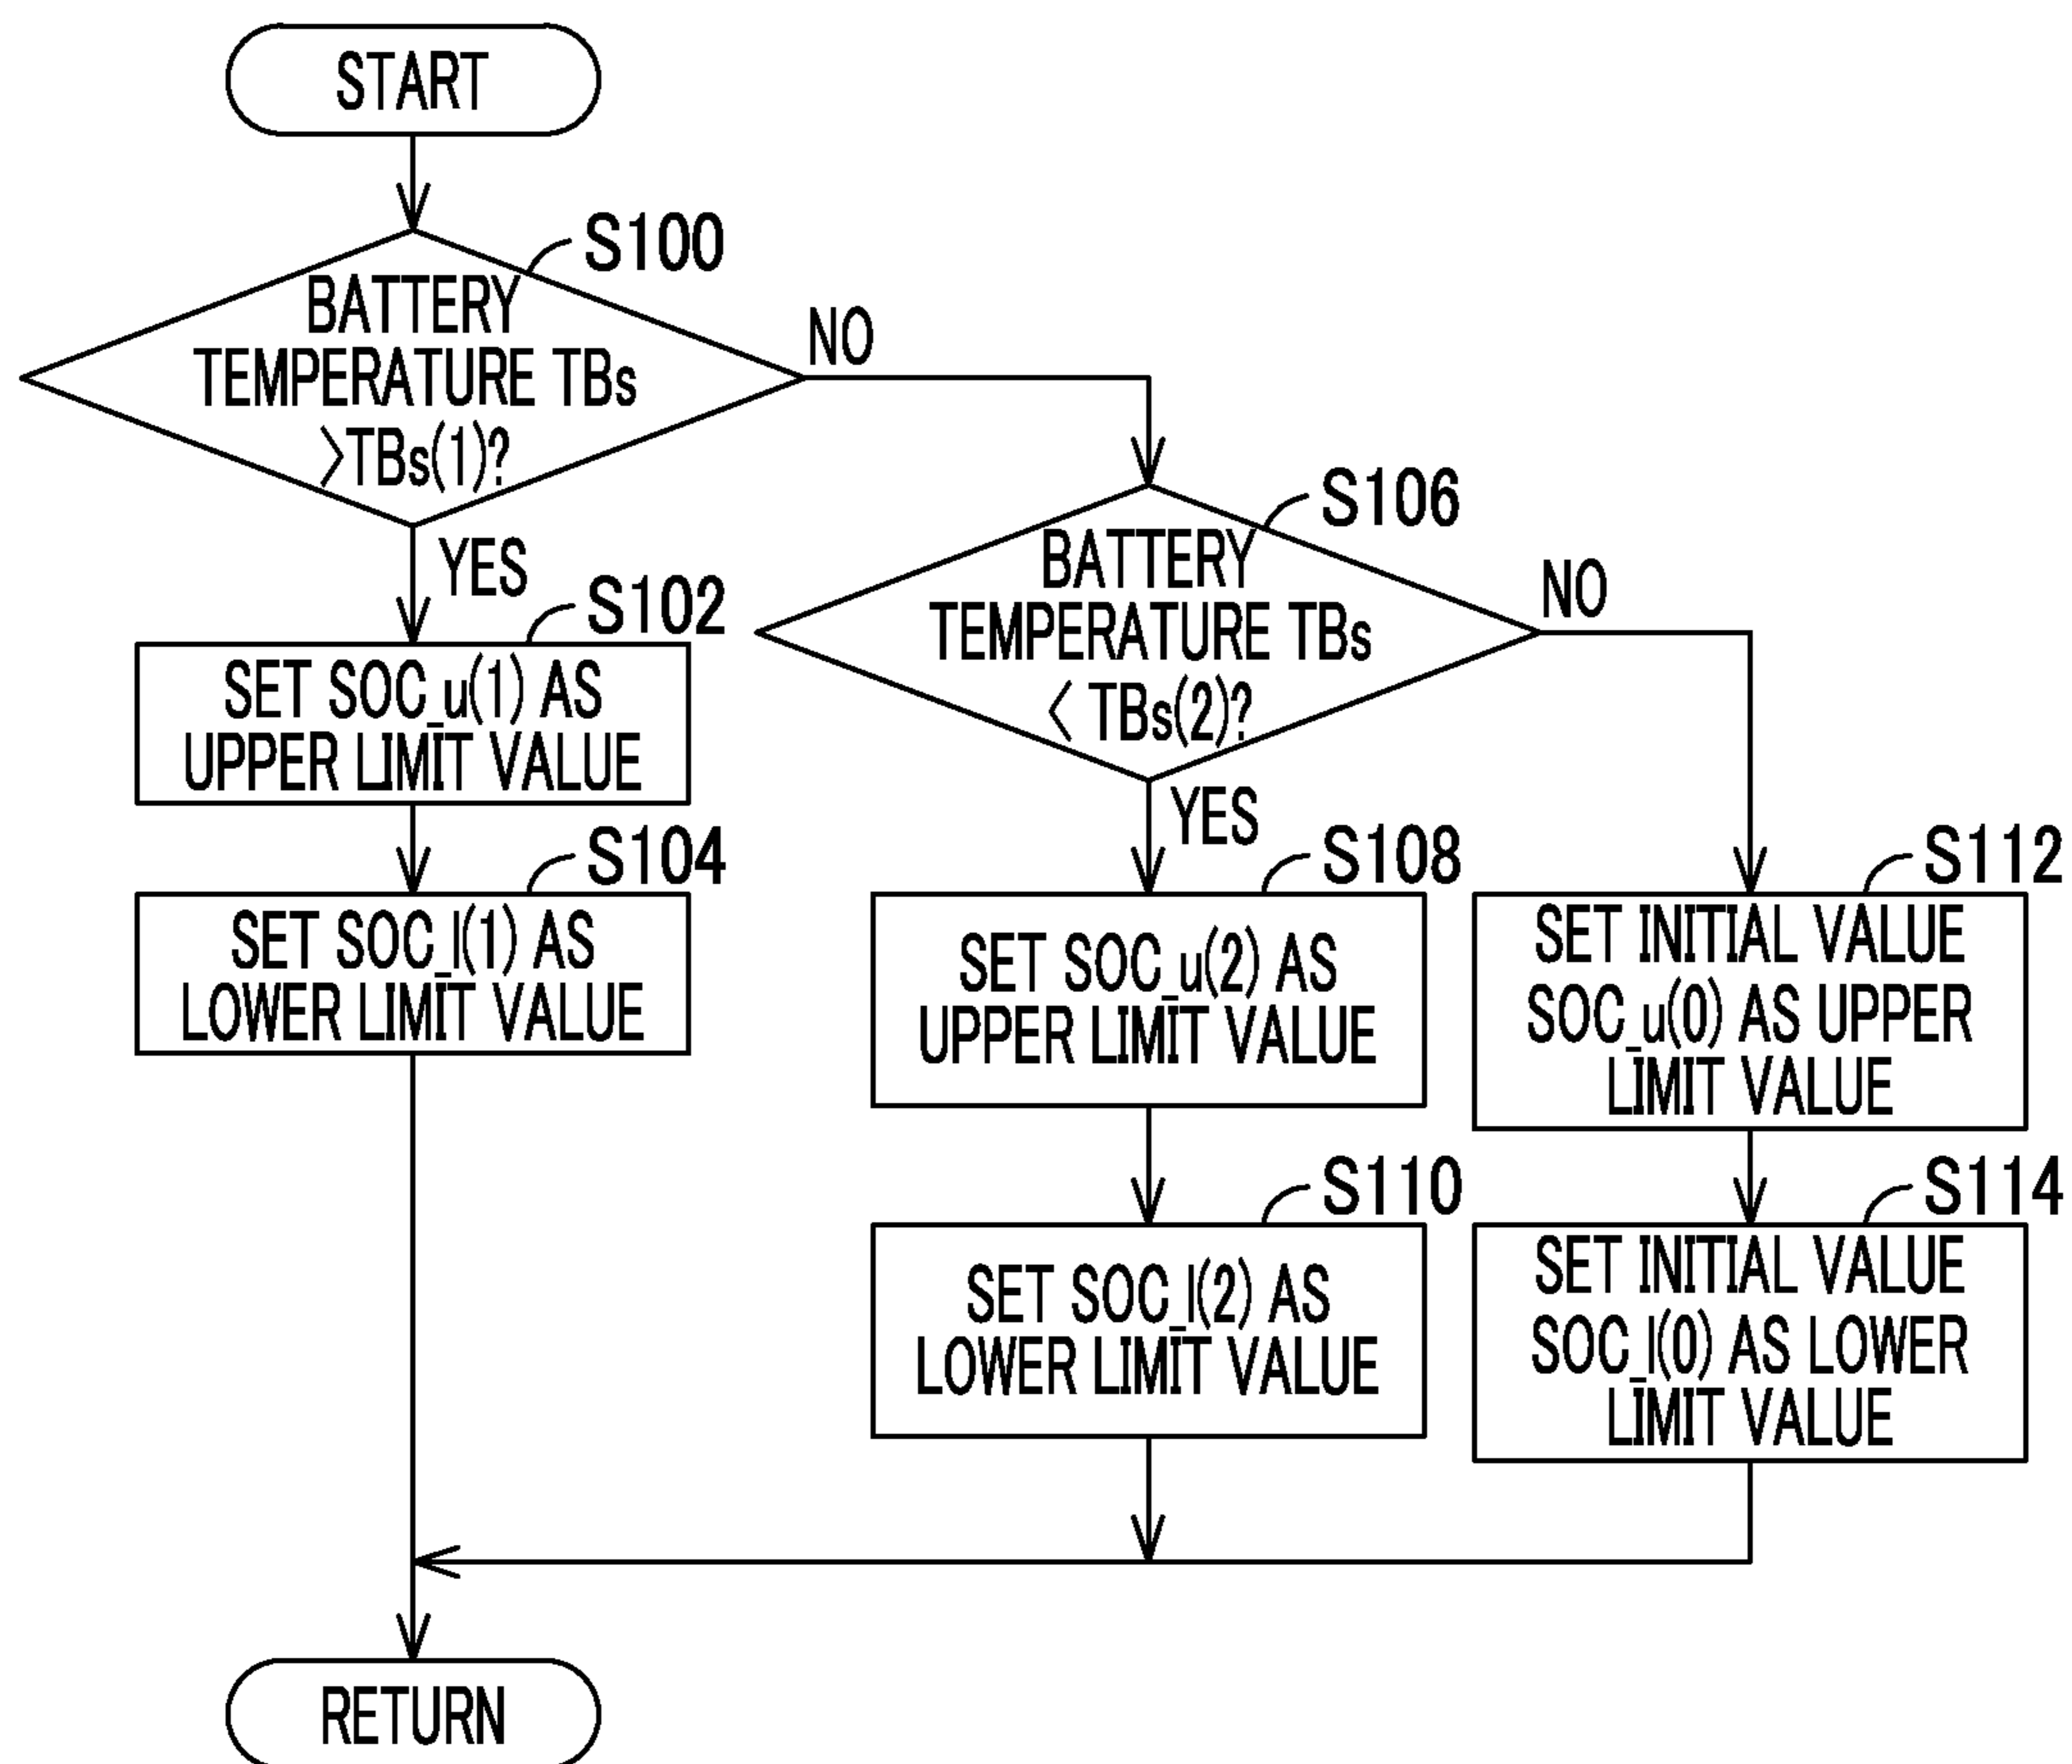 START
S100
BATTERY
TEMPERATURE TBs
>TBs(1)?
NO
YES
S102
SET SOC_u(1) AS
UPPER LIMIT VALUE
S104
SET SOC_l(1) AS
LOWER LIMIT VALUE
S106
BATTERY
TEMPERATURE TBs
< TBs(2)?
NO
YES
S108
SET SOC_u(2) AS
UPPER LIMIT VALUE
S110
SET SOC_l(2) AS
LOWER LIMIT VALUE
S112
SET INITIAL VALUE
SOC_u(0) AS UPPER
LIMIT VALUE
S114
SET INITIAL VALUE
SOC_l(0) AS LOWER
LIMIT VALUE
RETURN